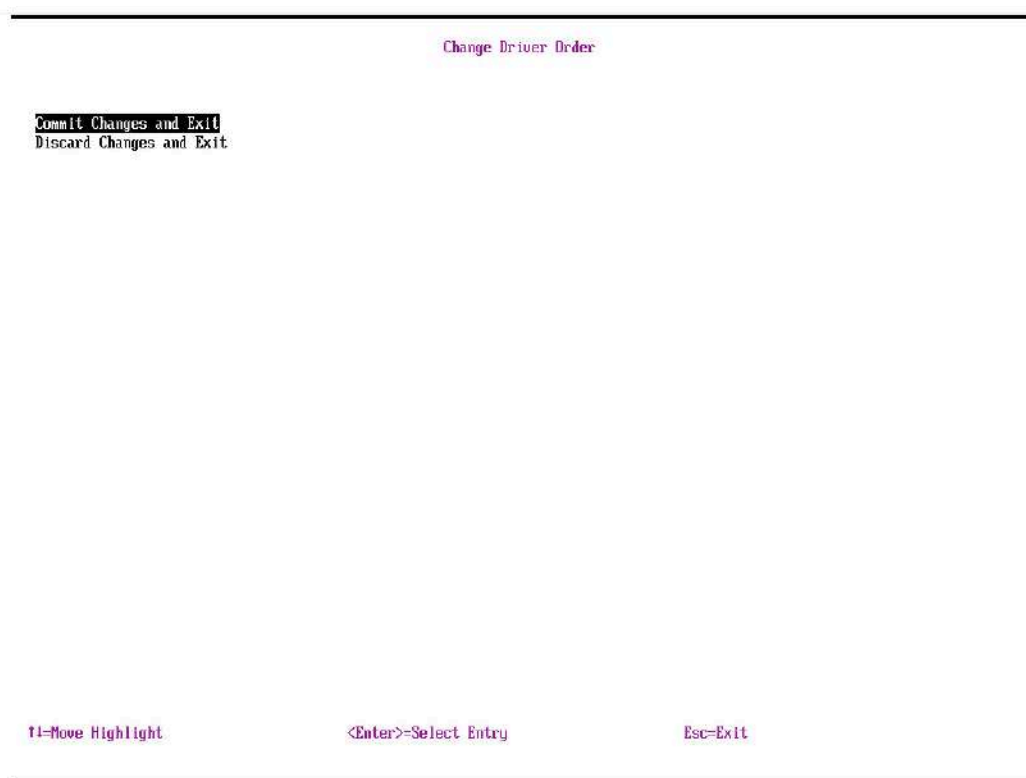 Change Driver Order
Commit Changes and Exit
Discard Changes and Exit
↑↓=Move Highlight <Enter>=Select Entry Esc=Exit